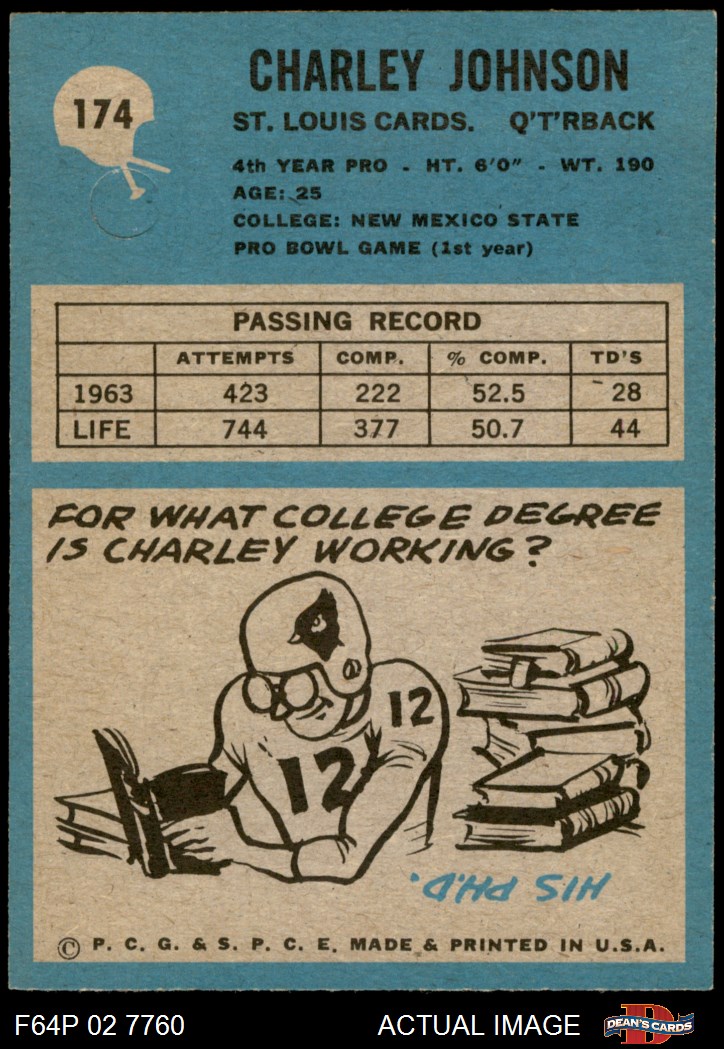 174
CHARLEY JOHNSON
ST. LOUIS CARDS. Q'T'RBACK
4th YEAR PRO - HT. 6'0" - WT. 190
AGE: 25
COLLEGE: NEW MEXICO STATE
PRO BOWL GAME (1st year)
PASSING RECORD
ATTEMPTS COMP. % COMP. TD'S
1963 423 222 52.5 28
LIFE 744 377 50.7 44
FOR WHAT COLLEGE DEGREE
IS CHARLEY WORKING?
12
12
HIS PH.D.
© P. C. G. & S. P. C. E. MADE & PRINTED IN U.S.A.
F64P 02 7760 ACTUAL IMAGE D DEAN'S CARDS